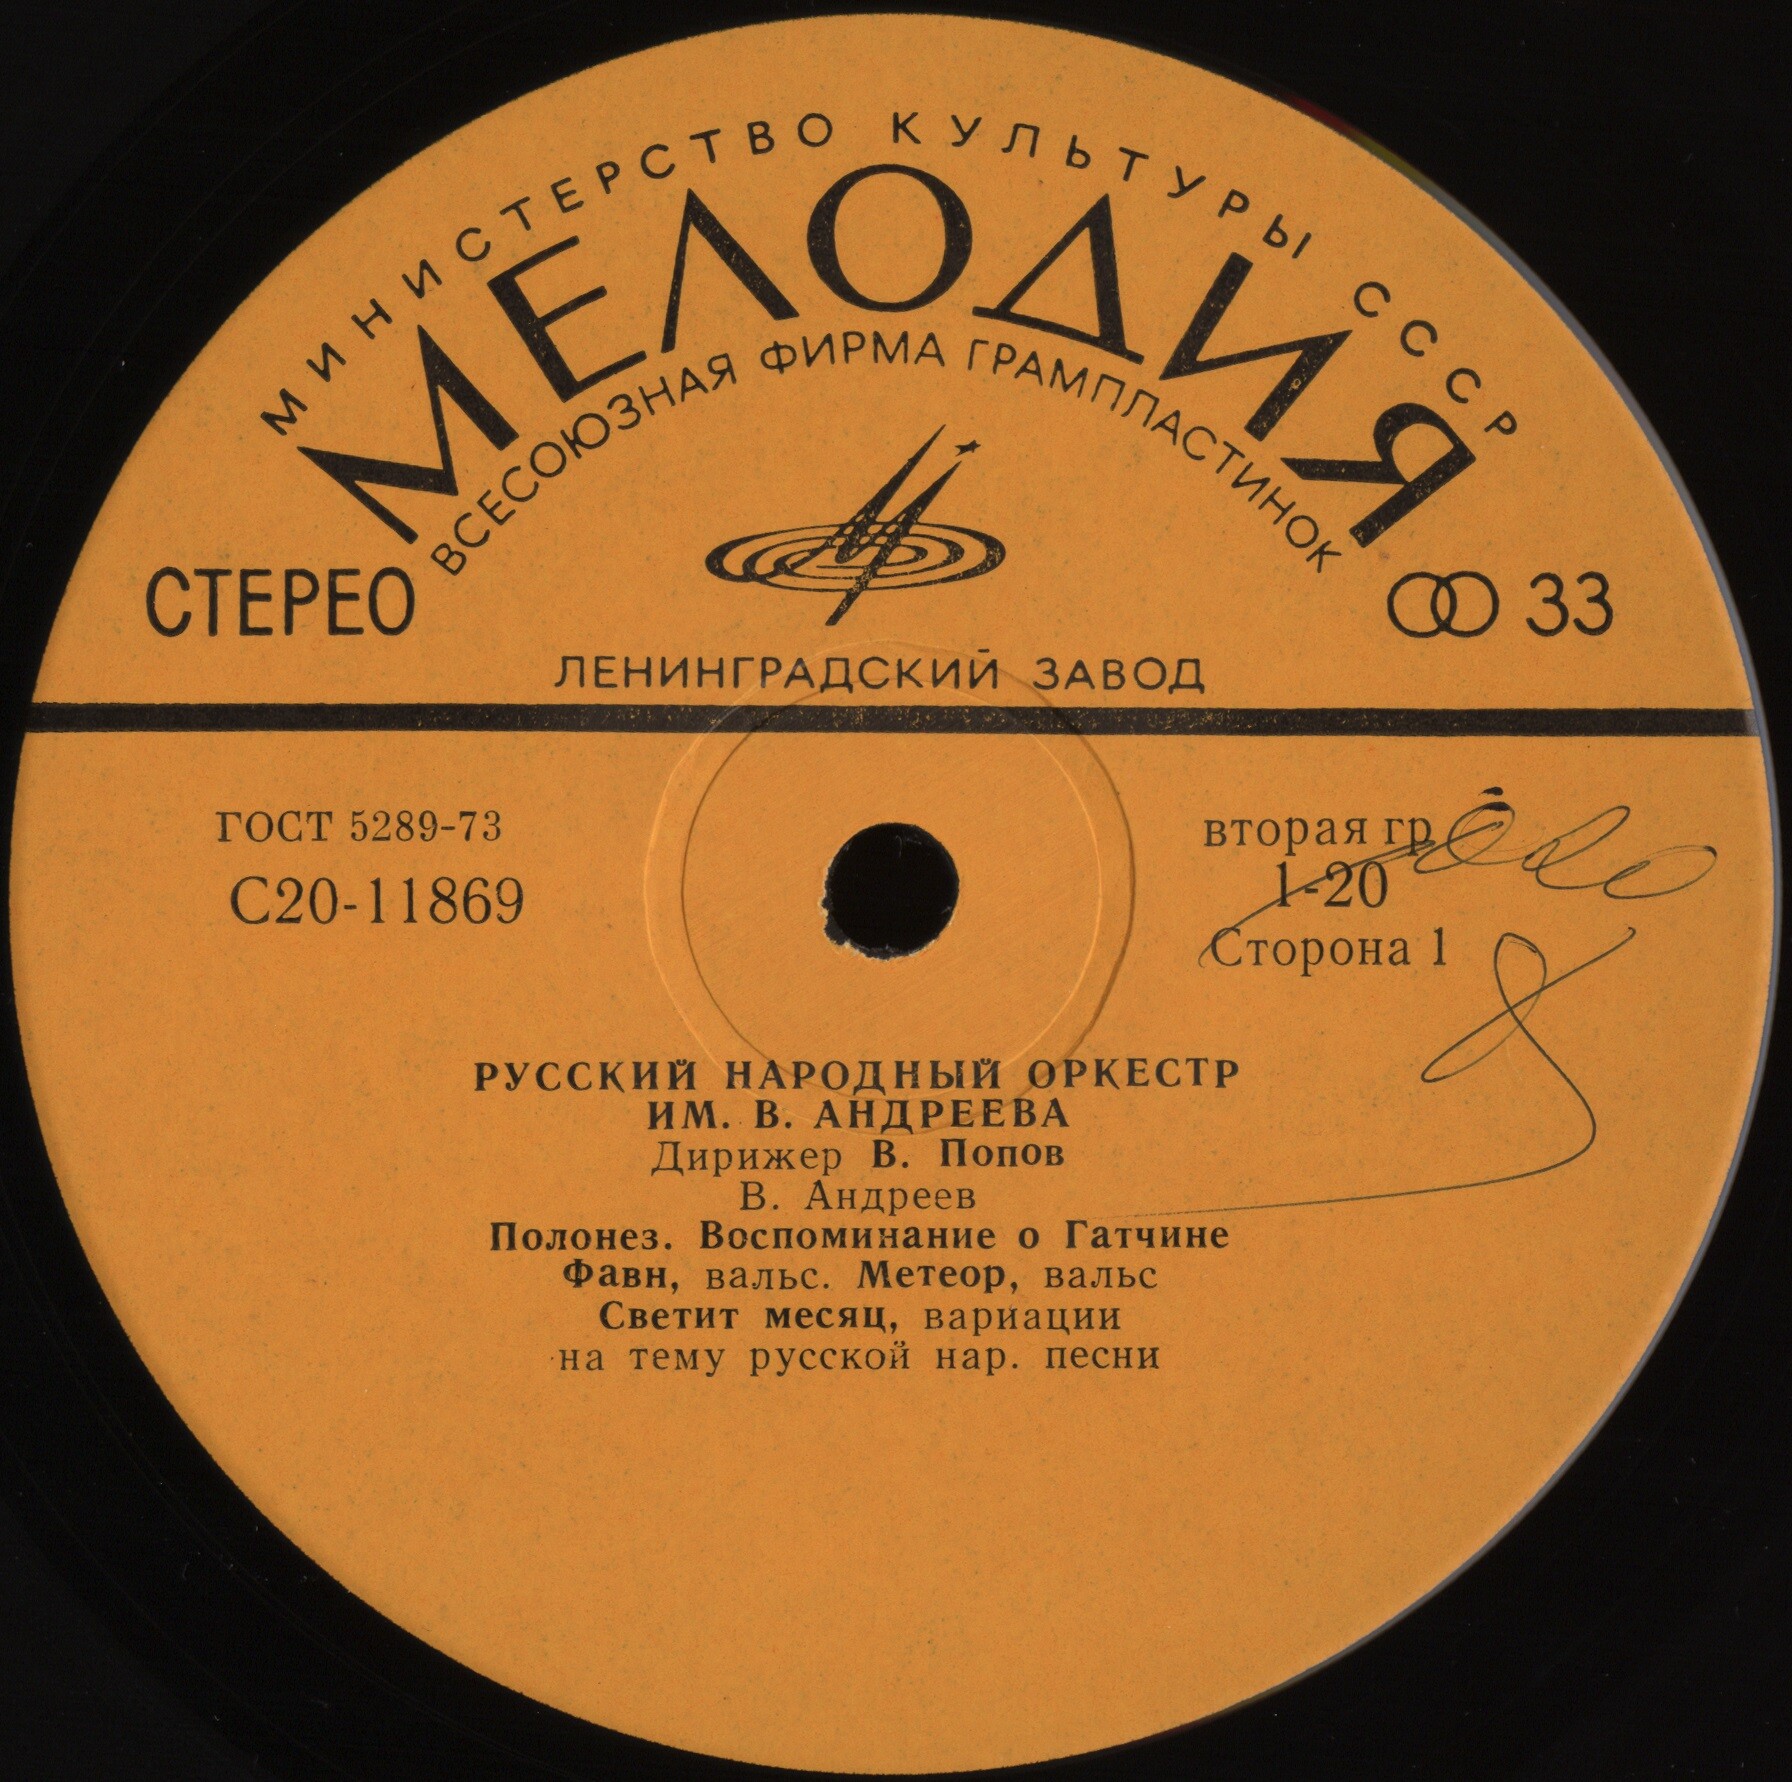 МИНИСТЕРСТВО КУЛЬТУРЫ СССР
МЕЛОДИЯ
ВСЕСОЮЗНАЯ ФИРМА ГРАМПЛАСТИНОК
СТЕРЕО
33
ЛЕНИНГРАДСКИЙ ЗАВОД
ГОСТ 5289-73
вторая гр.
С20-11869
1-20
Сторона 1
РУССКИЙ НАРОДНЫЙ ОРКЕСТР
ИМ. В. АНДРЕЕВА
Дирижер В. Попов
В. Андреев
Полонез. Воспоминание о Гатчине
Фавн, вальс. Метеор, вальс
Светит месяц, вариации
на тему русской нар. песни